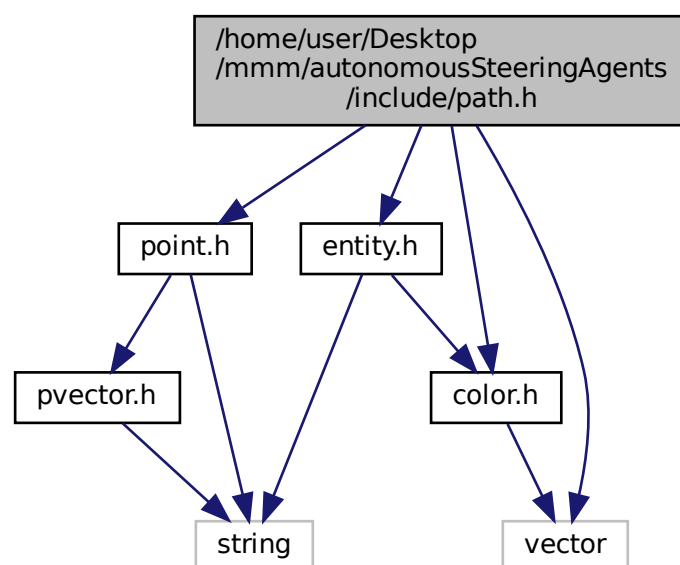 /home/user/Desktop
/mmm/autonomousSteeringAgents
/include/path.h
point.h
entity.h
pvector.h
color.h
string
vector